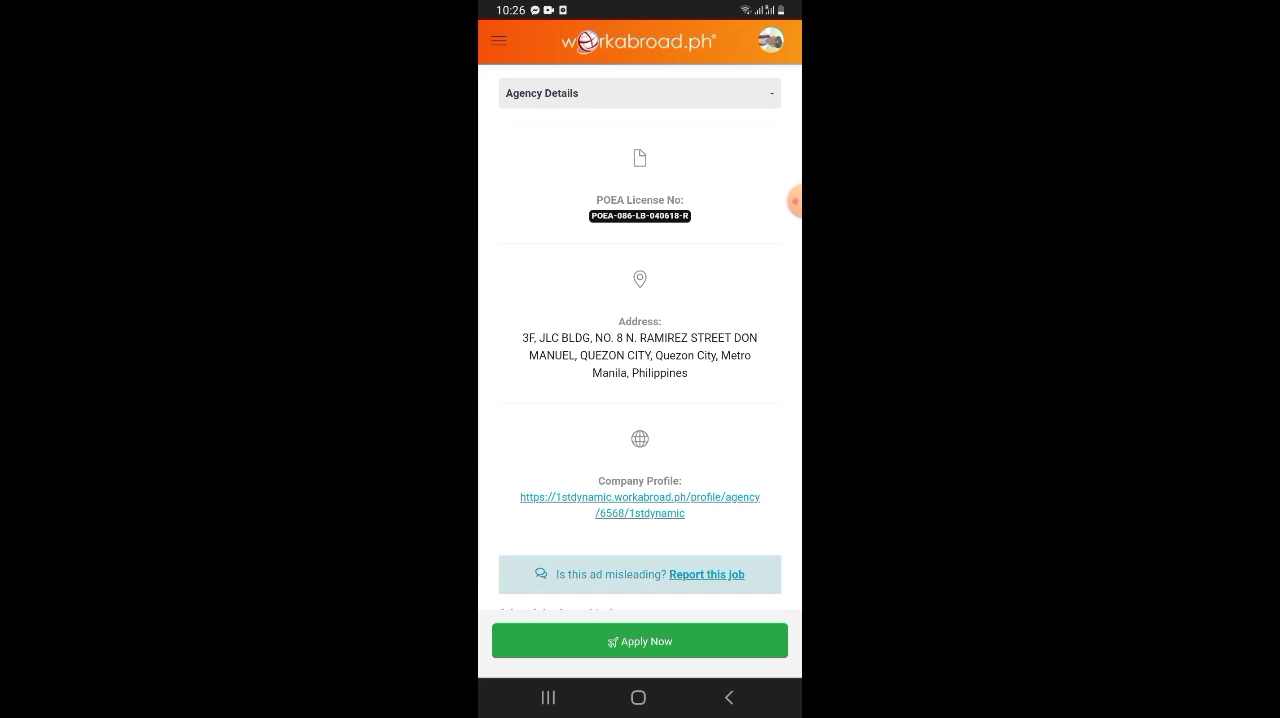 10:26
workabroad.ph
Agency Details -
POEA License No:
POEA-086-LB-040618-R
Address:
3F, JLC BLDG, NO. 8 N. RAMIREZ STREET DON
MANUEL, QUEZON CITY, Quezon City, Metro
Manila, Philippines
Company Profile:
https://1stdynamic.workabroad.ph/profile/agency
/6568/1stdynamic
Is this ad misleading? Report this job
Apply Now